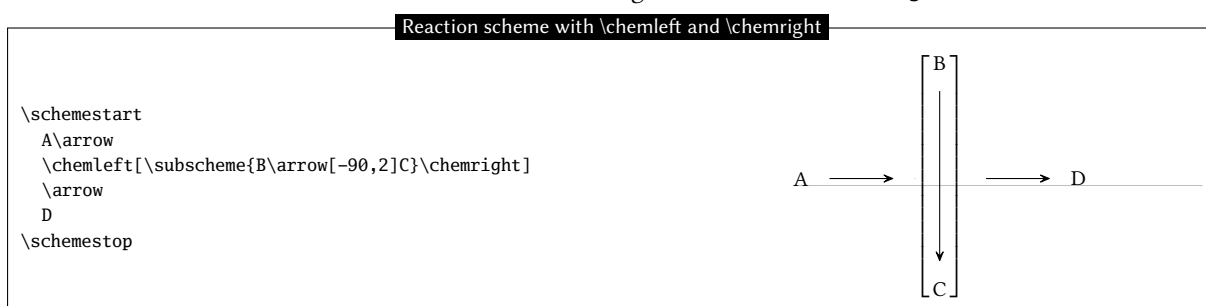 Reaction scheme with \chemleft and \chemright
\schemestart
A\arrow
\chemleft[\subscheme{B\arrow[-90,2]C}\chemright]
\arrow
D
\schemestop
B
A
D
C